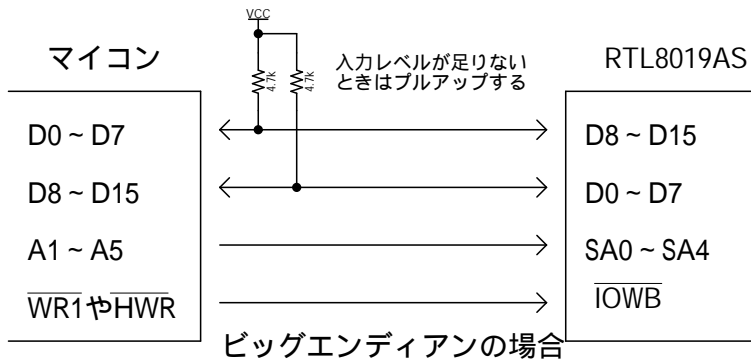 VCC
マイコン
4.7k
4.7k
入力レベルが足りない
ときはプルアップする
RTL8019AS
D0 ~ D7
D8 ~ D15
D8 ~ D15
D0 ~ D7
A1 ~ A5
SA0 ~ SA4
WR1やHWR
IOWB
ビッグエンディアンの場合